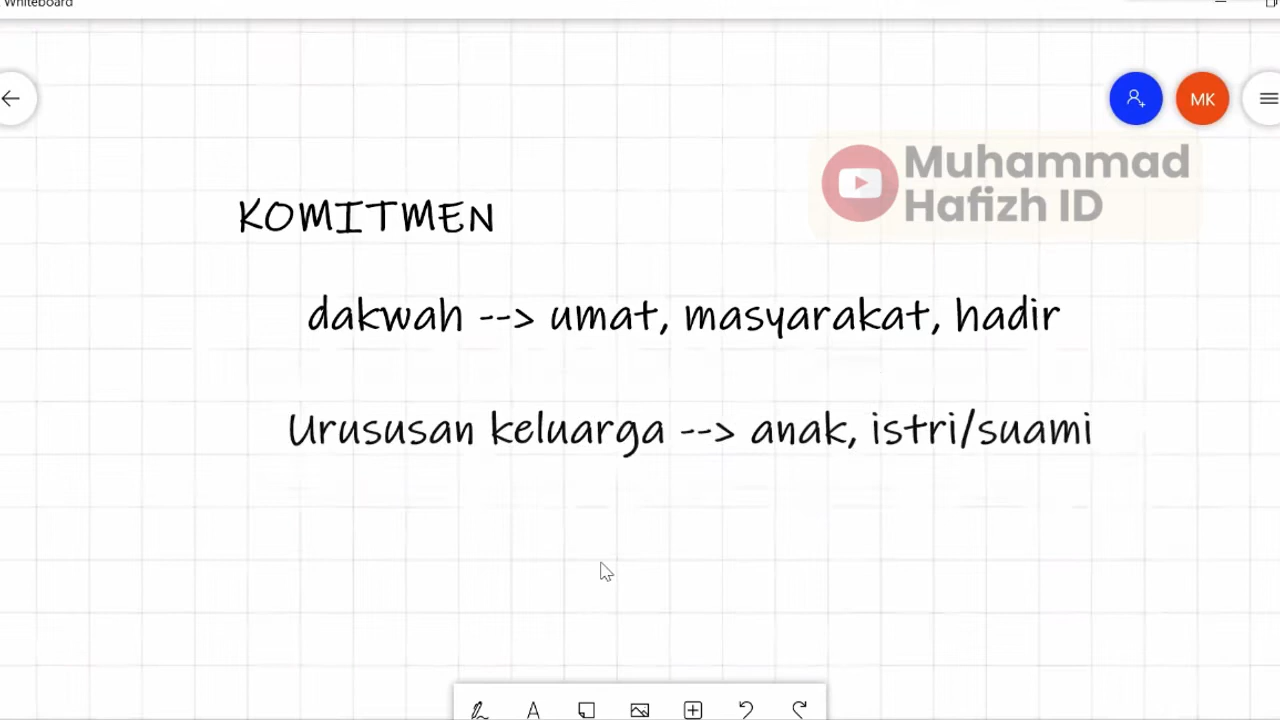 Whiteboard
MK
Muhammad
Hafizh ID
KOMITMEN
dakwah --> umat, masyarakat, hadir
Urususan keluarga --> anak, istri/suami